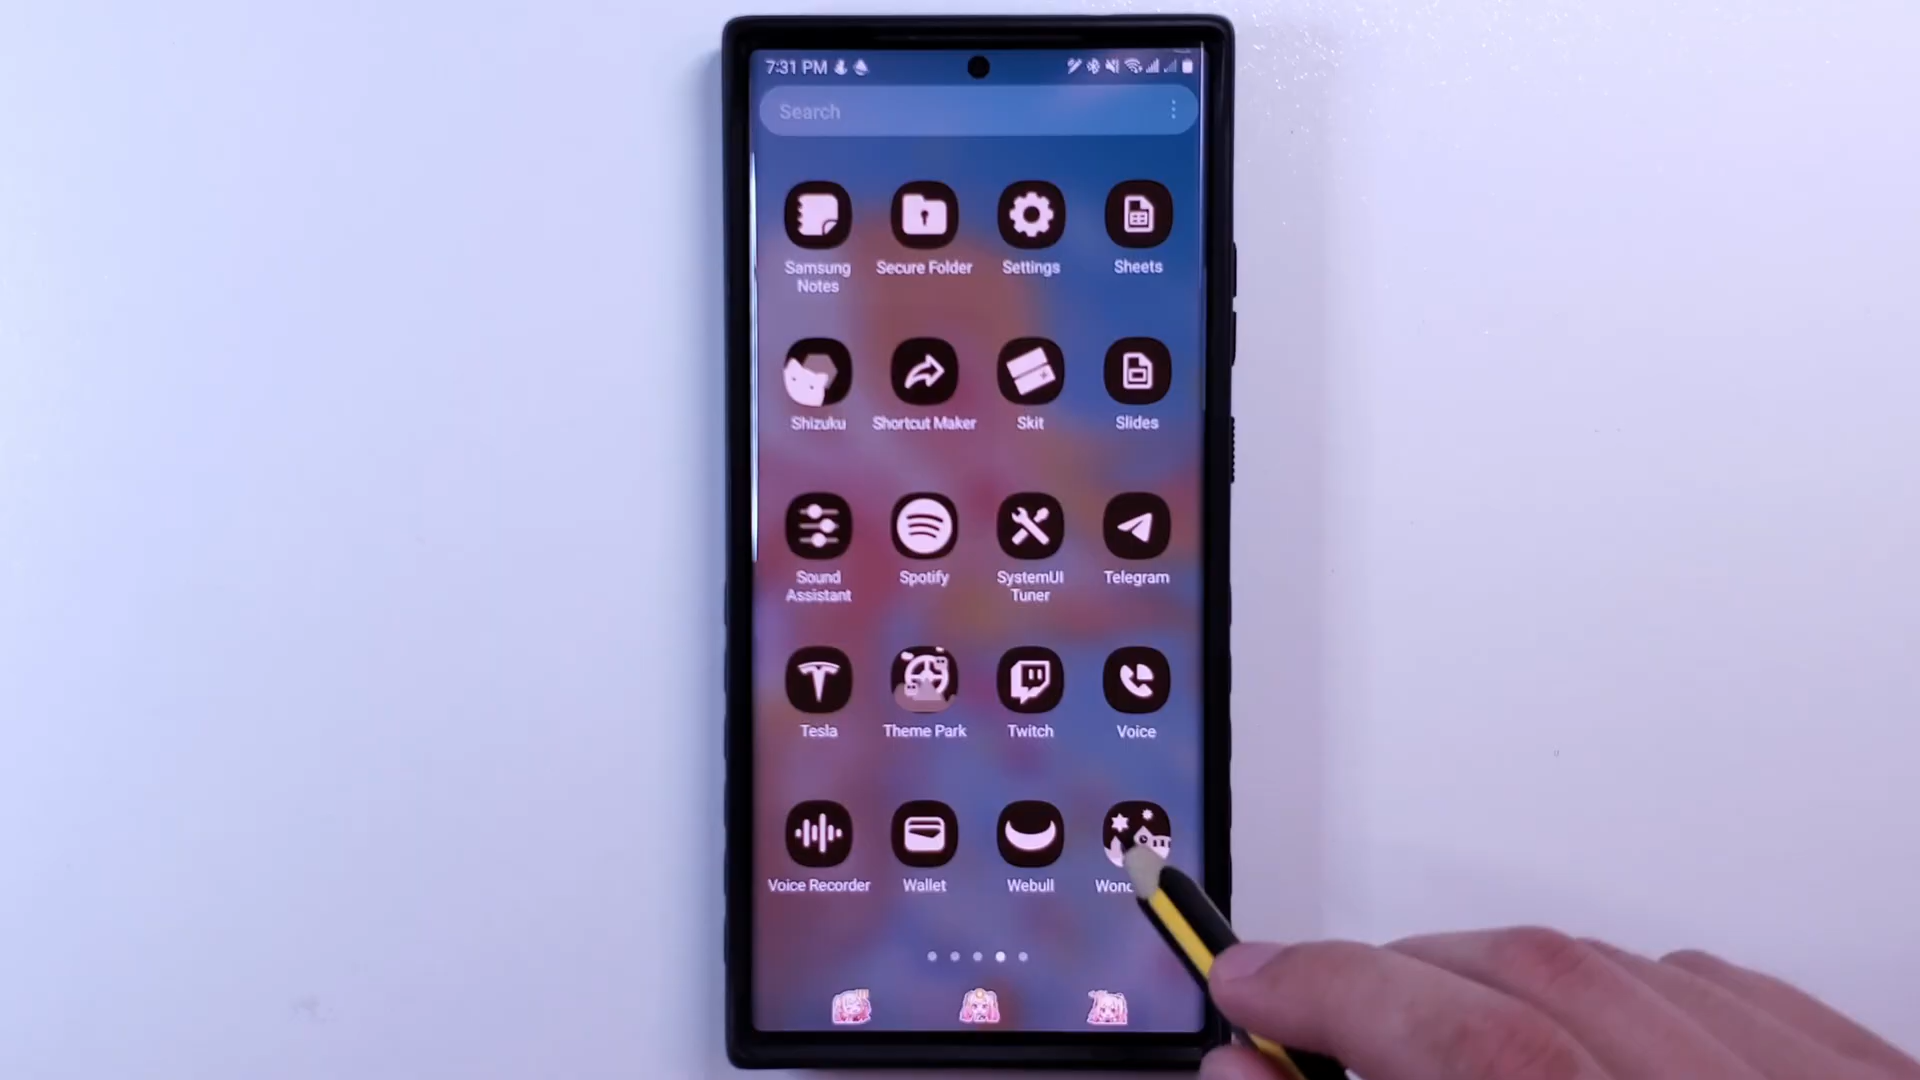 7:31 PM
Search
Samsung
Notes
Secure Folder
Settings
Sheets
Shizuku
Shortcut Maker
Skit
Slides
Sound
Assistant
Spotify
SystemUI
Tuner
Telegram
Tesla
Theme Park
Twitch
Voice
Voice Recorder
Wallet
Webull